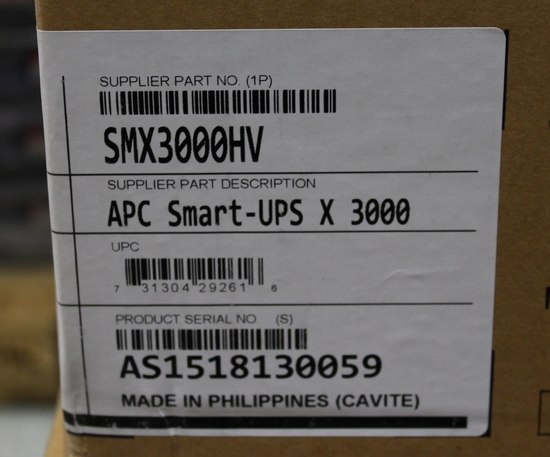 SUPPLIER PART NO. (1P)
SMX3000HV
SUPPLIER PART DESCRIPTION
APC Smart-UPS X 3000
UPC
7 31304 29261 6
PRODUCT SERIAL NO. (S)
AS1518130059
MADE IN PHILIPPINES (CAVITE)